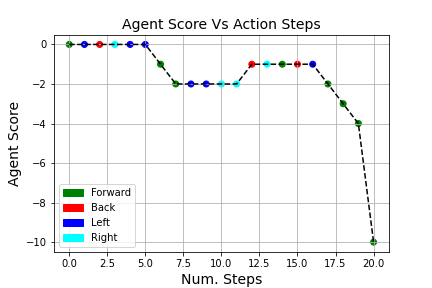 Agent Score Vs Action Steps
Agent Score
0
−2
−4
−6
−8
−10
Forward
Back
Left
Right
0.0 2.5 5.0 7.5 10.0 12.5 15.0 17.5 20.0
Num. Steps